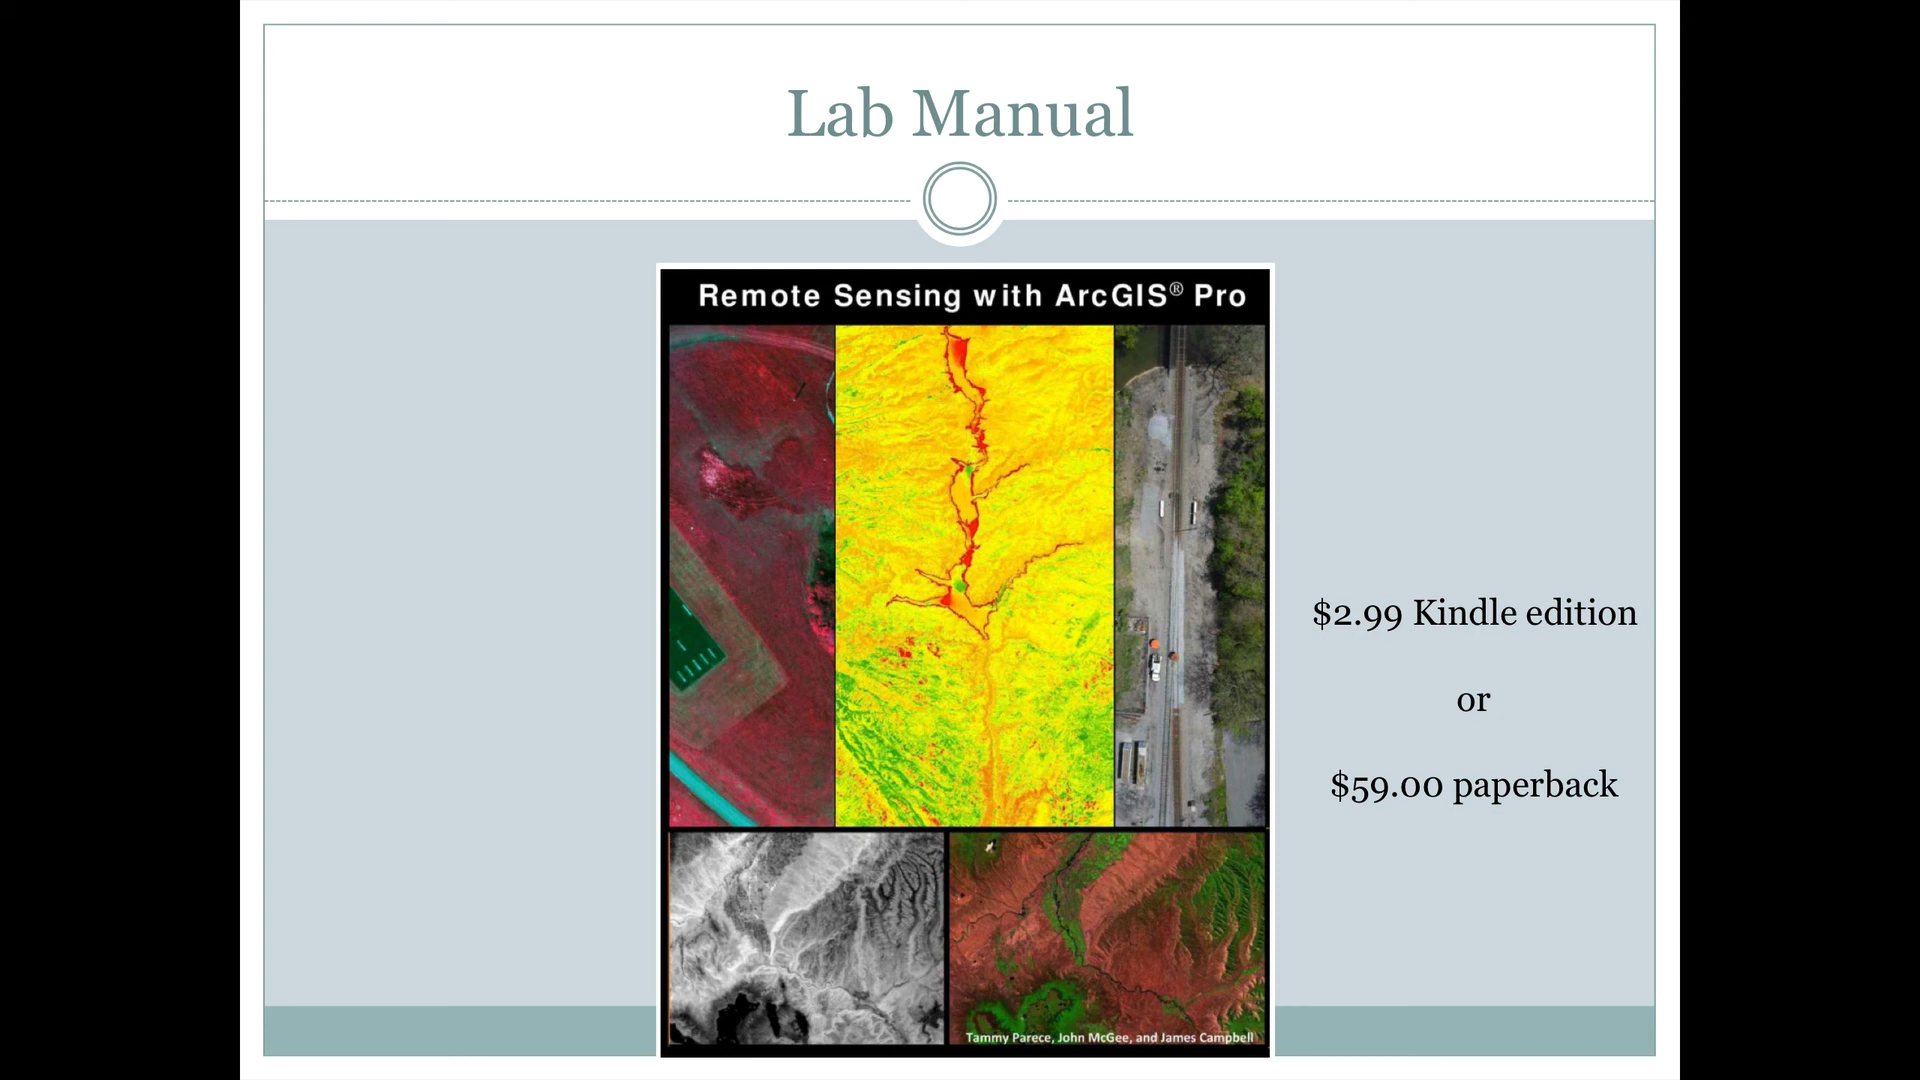 Lab Manual
Remote Sensing with ArcGIS® Pro
$2.99 Kindle edition
or
$59.00 paperback
Tammy Parece, John McGee, and James Campbell